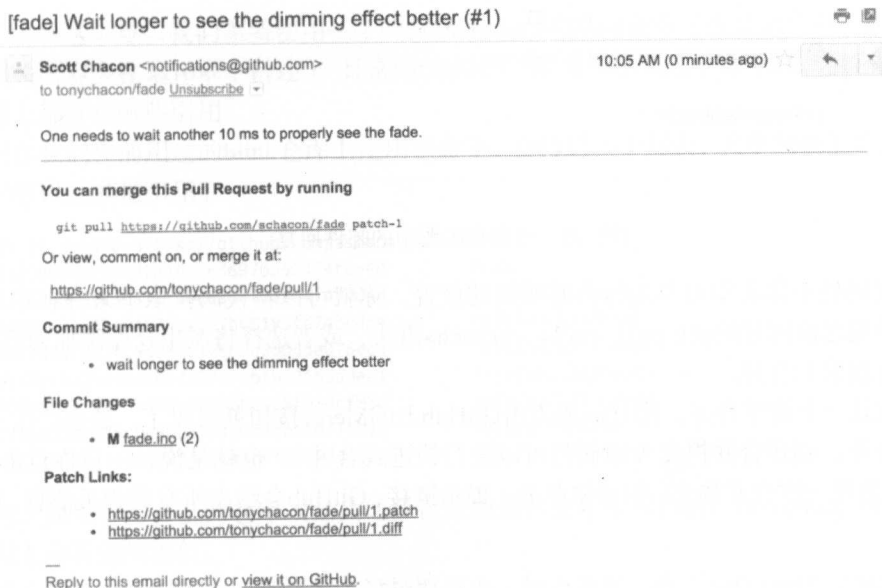 [fade] Wait longer to see the dimming effect better (#1)
Scott Chacon <notifications@github.com>
10:05 AM (0 minutes ago)
to tonychacon/fade Unsubscribe
One needs to wait another 10 ms to properly see the fade.
You can merge this Pull Request by running
git pull https://github.com/schacon/fade patch-1
Or view, comment on, or merge it at:
https://github.com/tonychacon/fade/pull/1
Commit Summary
• wait longer to see the dimming effect better
File Changes
• M fade.ino (2)
Patch Links:
• https://github.com/tonychacon/fade/pull/1.patch
• https://github.com/tonychacon/fade/pull/1.diff
—
Reply to this email directly or view it on GitHub.